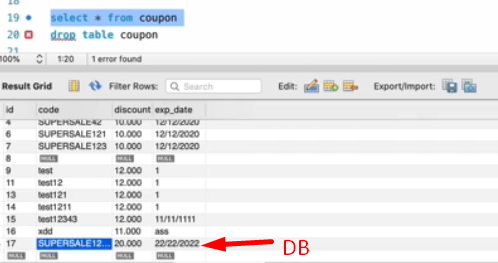 18
19 select * from coupon
20 drop table coupon
21
100% 1:20 1 error found
Result Grid Filter Rows: Search Edit: Export/Import:
id code discount exp_date
4 SUPERSALE42 10.000 12/12/2020
6 SUPERSALE121 10.000 12/12/2020
7 SUPERSALE123 10.000 12/12/2020
8 NULL NULL NULL
9 test 12.000 1
11 test12 12.000 1
13 test121 12.000 1
14 test1211 12.000 1
15 test12343 12.000 11/11/1111
16 xdd 11.000 ass
17 SUPERSALE12... 20.000 22/22/2022 DB
NULL NULL NULL NULL